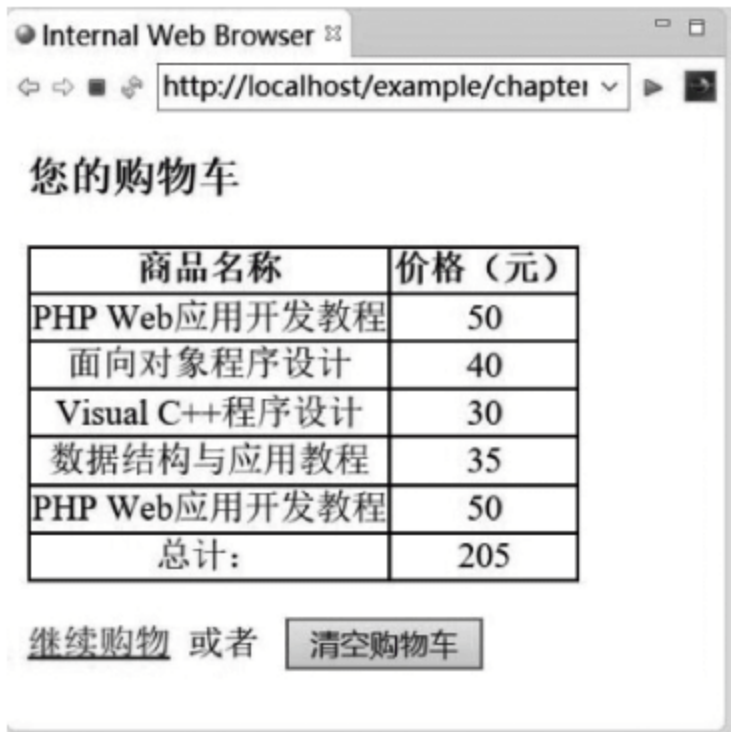 Internal Web Browser
http://localhost/example/chapter
您的购物车
商品名称 价格（元）
PHP Web应用开发教程 50
面向对象程序设计 40
Visual C++程序设计 30
数据结构与应用教程 35
PHP Web应用开发教程 50
总计： 205
继续购物 或者 清空购物车